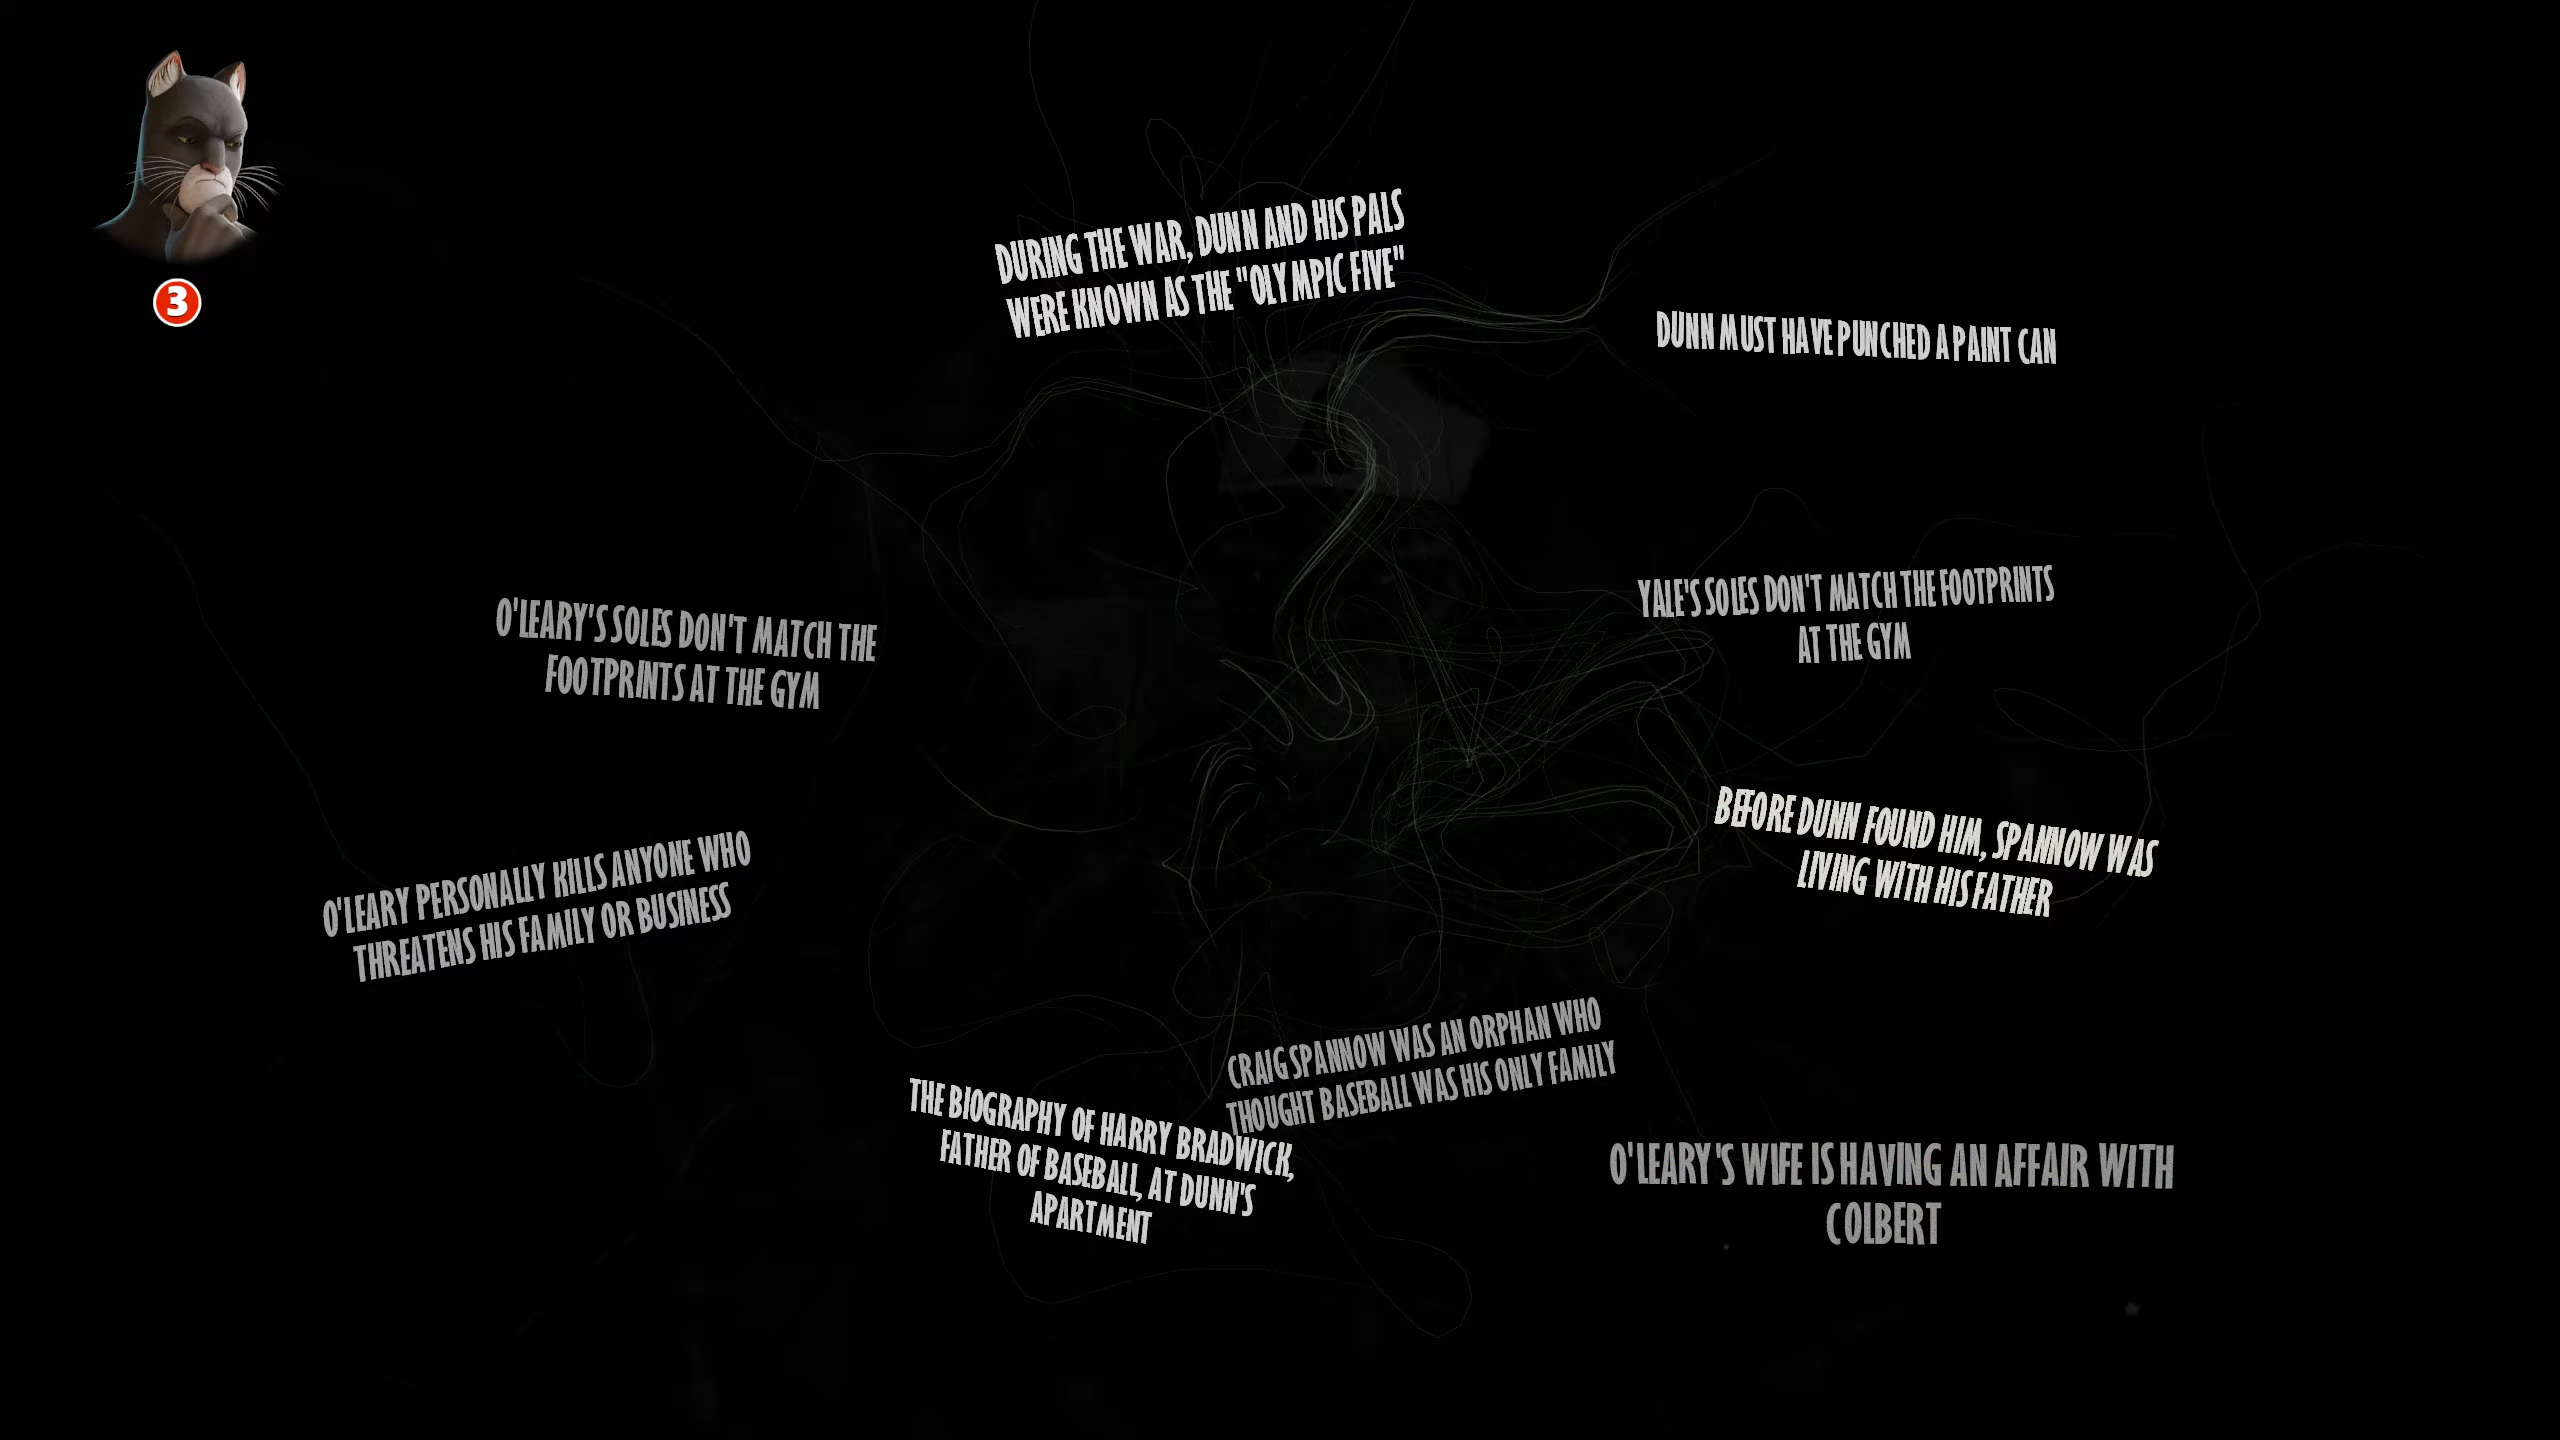 3
DURING THE WAR, DUNN AND HIS PALS
WERE KNOWN AS THE "OLYMPIC FIVE"
DUNN MUST HAVE PUNCHED A PAINT CAN
O'LEARY'S SOLES DON'T MATCH THE
FOOTPRINTS AT THE GYM
YALE'S SOLES DON'T MATCH THE FOOTPRINTS
AT THE GYM
O'LEARY PERSONALLY KILLS ANYONE WHO
THREATENS HIS FAMILY OR BUSINESS
BEFORE DUNN FOUND HIM, SPANNOW WAS
LIVING WITH HIS FATHER
CRAIG SPANNOW WAS AN ORPHAN WHO
THOUGHT BASEBALL WAS HIS ONLY FAMILY
THE BIOGRAPHY OF HARRY BRADWICK,
FATHER OF BASEBALL, AT DUNN'S
APARTMENT
O'LEARY'S WIFE IS HAVING AN AFFAIR WITH
COLBERT